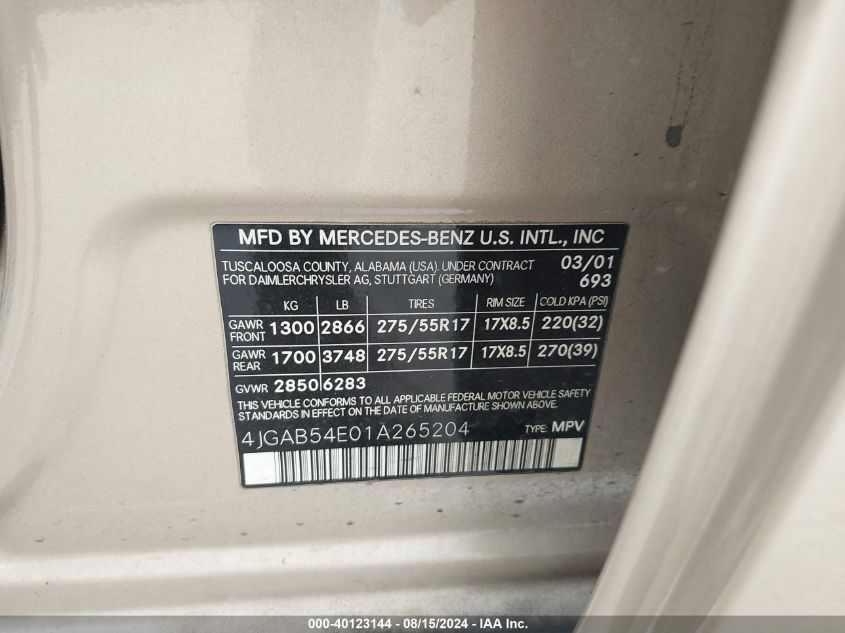 MFD BY MERCEDES-BENZ U.S. INTL., INC
TUSCALOOSA COUNTY, ALABAMA (USA). UNDER CONTRACT 03/01
FOR DAIMLERCHRYSLER AG, STUTTGART (GERMANY) 693
KG LB TIRES RIM SIZE COLD KPA (PSI)
GAWR FRONT 1300 2866 275/55R17 17X8.5 220(32)
GAWR REAR 1700 3748 275/55R17 17X8.5 270(39)
GVWR 2850 6283
THIS VEHICLE CONFORMS TO ALL APPLICABLE FEDERAL MOTOR VEHICLE SAFETY
STANDARDS IN EFFECT ON THE DATE OF MANUFACTURE SHOWN ABOVE.
4JGAB54E01A265204 TYPE: MPV
000-40123144 - 08/15/2024 - IAA Inc.